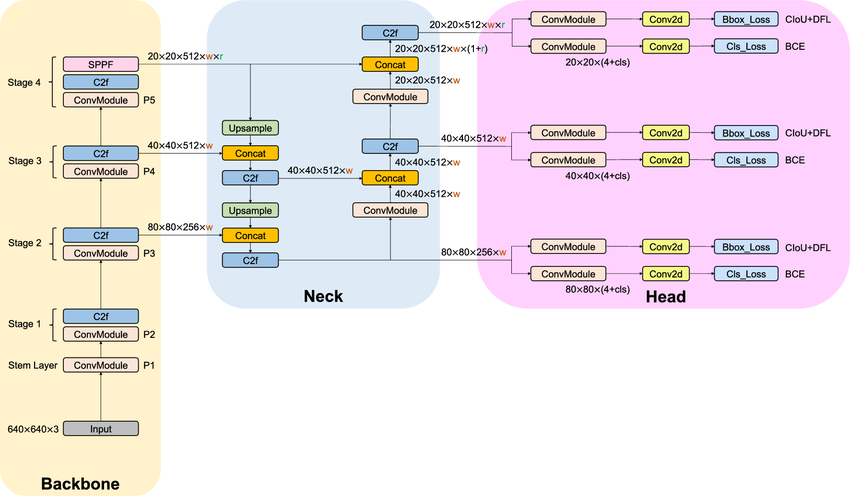 20×20×512×w×r
ConvModule
Conv2d
Bbox_Loss
CIoU+DFL
C2f
20×20×512×w×(1+r)
ConvModule
Conv2d
Cls_Loss
BCE
20×20×(4+cls)
Stage 4
SPPF
20×20×512×w×r
Concat
C2f
20×20×512×w
ConvModule
P5
ConvModule
Upsample
Stage 3
C2f
40×40×512×w
Concat
C2f
40×40×512×w
ConvModule
Conv2d
Bbox_Loss
CIoU+DFL
ConvModule
Conv2d
Cls_Loss
BCE
40×40×(4+cls)
ConvModule
P4
C2f
40×40×512×w
40×40×512×w
Concat
40×40×512×w
Upsample
ConvModule
Stage 2
C2f
80×80×256×w
Concat
ConvModule
P3
C2f
80×80×256×w
ConvModule
Conv2d
Bbox_Loss
CIoU+DFL
ConvModule
Conv2d
Cls_Loss
BCE
80×80×(4+cls)
Neck
Head
Stage 1
C2f
ConvModule
P2
Stem Layer
ConvModule
P1
640×640×3
Input
Backbone